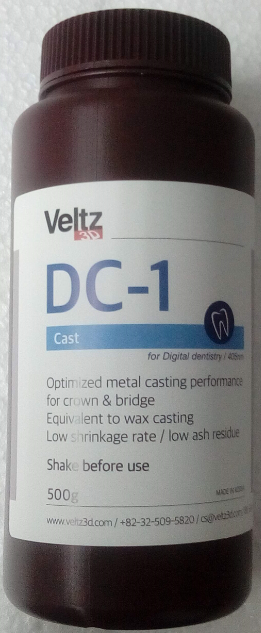 Veltz
3D
DC-1
Cast
for Digital dentistry / 405nm
Optimized metal casting performance
for crown & bridge
Equivalent to wax casting
Low shrinkage rate / low ash residue
Shake before use
500g
MADE IN KOREA
www.veltz3d.com / +82-32-509-5820 / cs@veltz3d.com